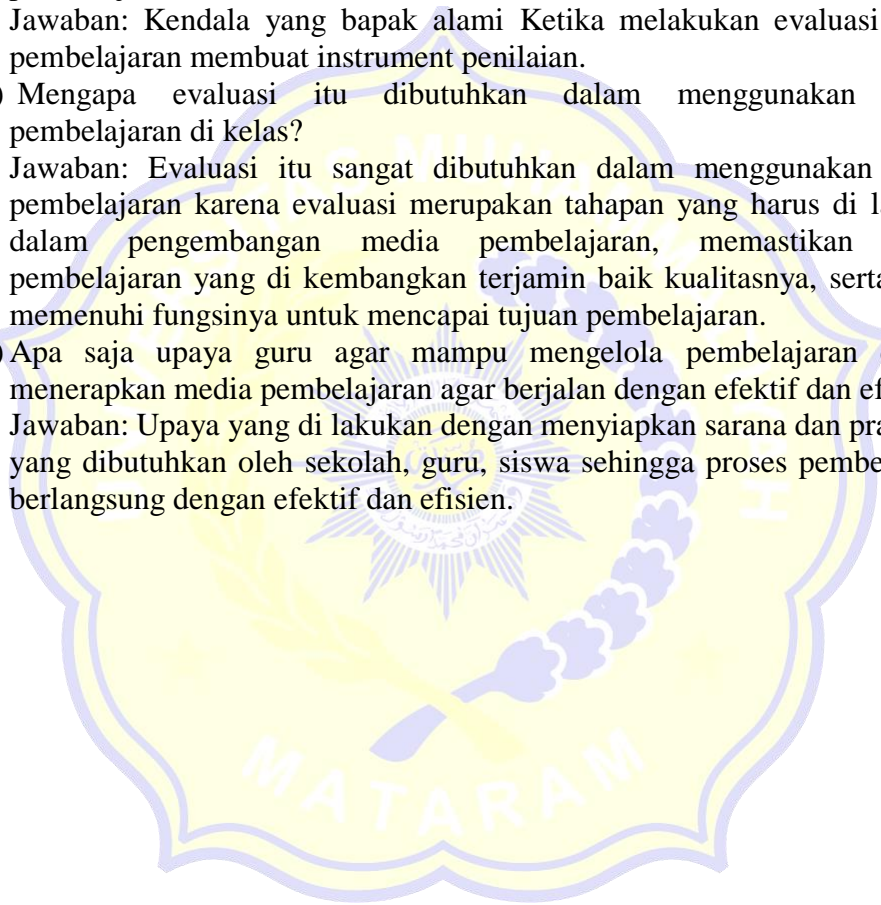 Jawaban: Kendala yang bapak alami Ketika melakukan evaluasi
pembelajaran membuat instrument penilaian.
) Mengapa evaluasi itu dibutuhkan dalam menggunakan
pembelajaran di kelas?
Jawaban: Evaluasi itu sangat dibutuhkan dalam menggunakan
pembelajaran karena evaluasi merupakan tahapan yang harus di
dalam pengembangan media pembelajaran, memastikan
pembelajaran yang di kembangkan terjamin baik kualitasnya,
memenuhi fungsinya untuk mencapai tujuan pembelajaran.
) Apa saja upaya guru agar mampu mengelola pembelajaran
menerapkan media pembelajaran agar berjalan dengan efektif dan
Jawaban: Upaya yang di lakukan dengan menyiapkan sarana dan
yang dibutuhkan oleh sekolah, guru, siswa sehingga proses
berlangsung dengan efektif dan efisien.
MATARAM